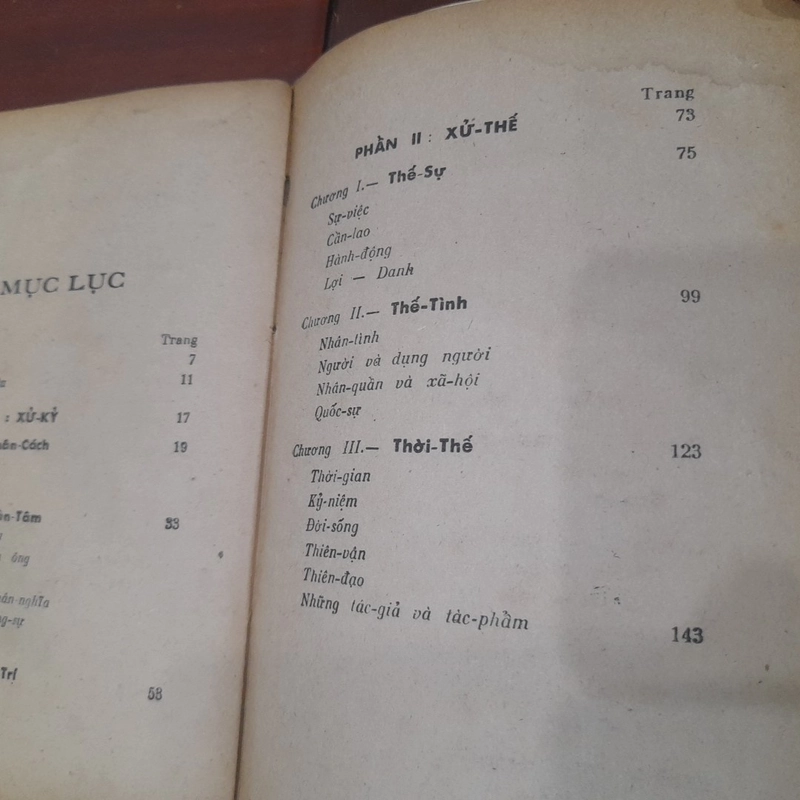 MỤC LỤC
Trang
7
11
: XỬ-KỶ 17
19
33
ông
58
Trang
PHẦN II : XỬ-THẾ 73
Chương I.— Thế-Sự 75
Sự-việc
Cần-lao
Hành-động
Lợi — Danh
Chương II.— Thế-Tình 99
Nhân-tình
Người và dụng người
Nhân-quần và xã-hội
Quốc-sự
Chương III.— Thời-Thế 123
Thời-gian
Kỷ-niệm
Đời-sống
Thiên-vận
Thiên-đạo
Những tác-giả và tác-phẩm 143